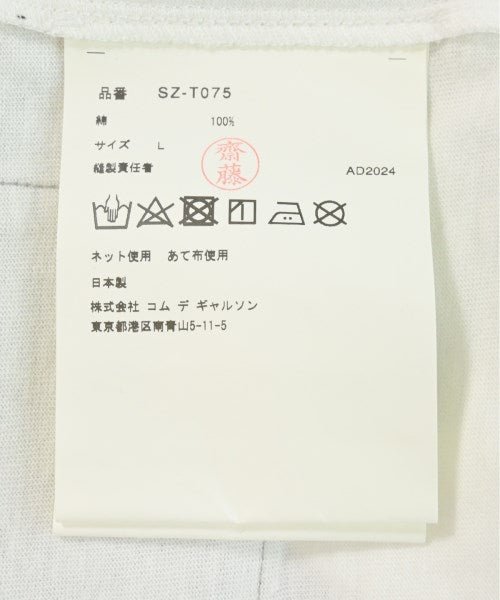 品番 SZ-T075
綿 100%
サイズ L
縫製責任者 齋藤 AD2024
ネット使用 あて布使用
日本製
株式会社 コム デ ギャルソン
東京都港区南青山5-11-5